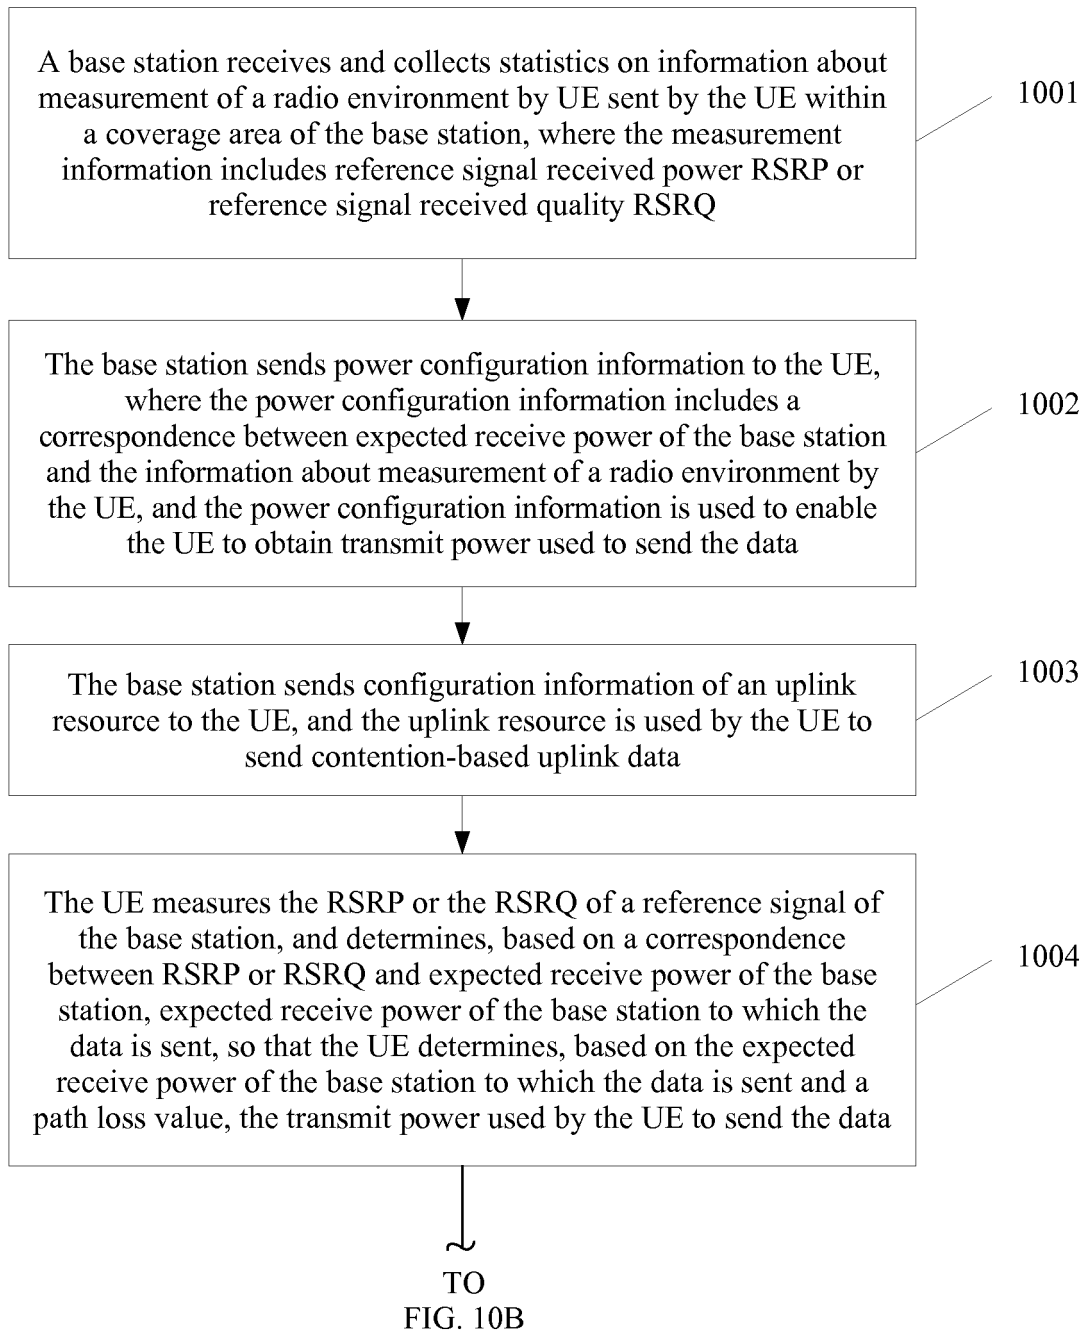 A base station receives and collects statistics on information about
measurement of a radio environment by UE sent by the UE within
a coverage area of the base station, where the measurement
information includes reference signal received power RSRP or
reference signal received quality RSRQ
1001
The base station sends power configuration information to the UE,
where the power configuration information includes a
correspondence between expected receive power of the base station
and the information about measurement of a radio environment by
the UE, and the power configuration information is used to enable
the UE to obtain transmit power used to send the data
1002
The base station sends configuration information of an uplink
resource to the UE, and the uplink resource is used by the UE to
send contention-based uplink data
1003
The UE measures the RSRP or the RSRQ of a reference signal of
the base station, and determines, based on a correspondence
between RSRP or RSRQ and expected receive power of the base
station, expected receive power of the base station to which the
data is sent, so that the UE determines, based on the expected
receive power of the base station to which the data is sent and a
path loss value, the transmit power used by the UE to send the data
1004
TO
FIG. 10B